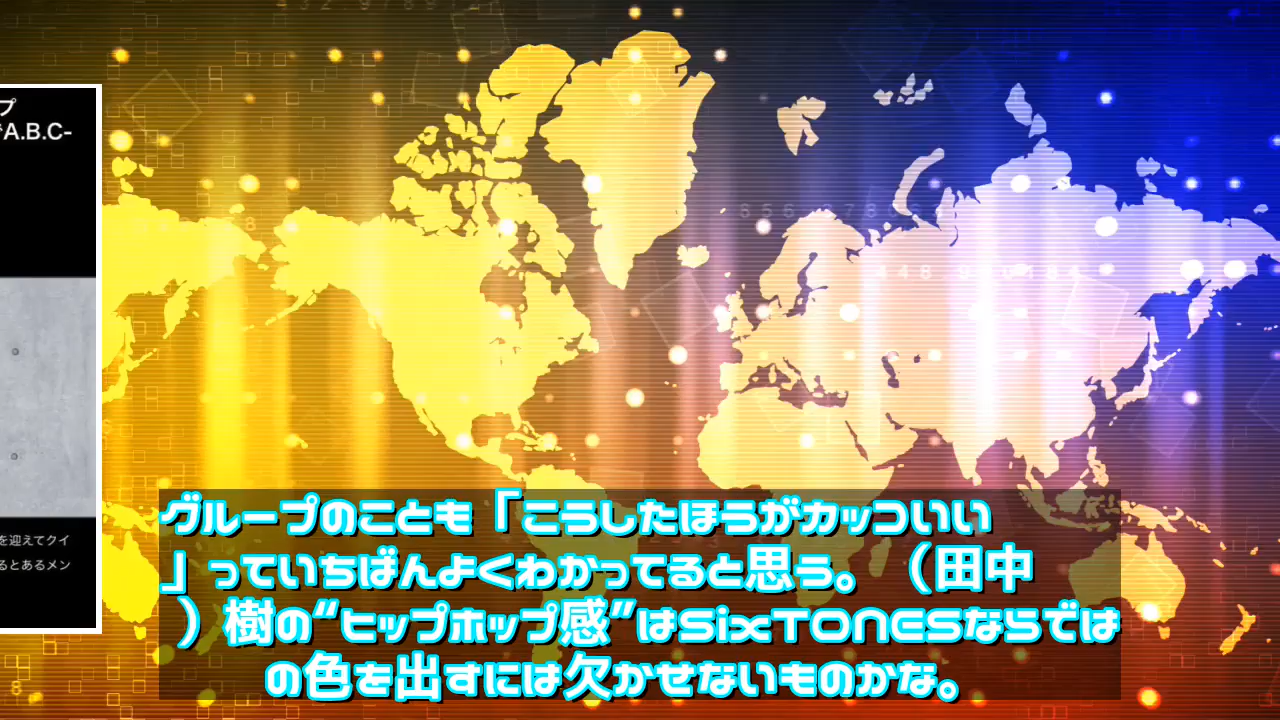 プ
でA.B.C-
を迎えてクイ
るとあるメン
グループのことも「こうしたほうがカッコいい
」っていちばんよくわかってると思う。（田中
）樹の“ヒップホップ感”はSixTONESならでは
の色を出すには欠かせないものかな。